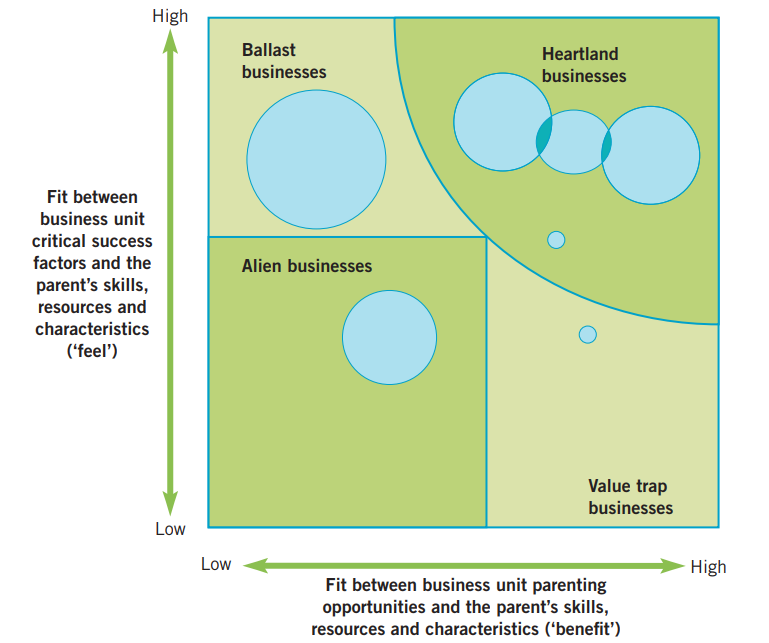 High
Ballast
businesses
Heartland
businesses
Fit between
business unit
critical success
factors and the
parent’s skills,
resources and
characteristics
(‘feel’)
Alien businesses
Value trap
businesses
Low
Low
High
Fit between business unit parenting
opportunities and the parent’s skills,
resources and characteristics (‘benefit’)